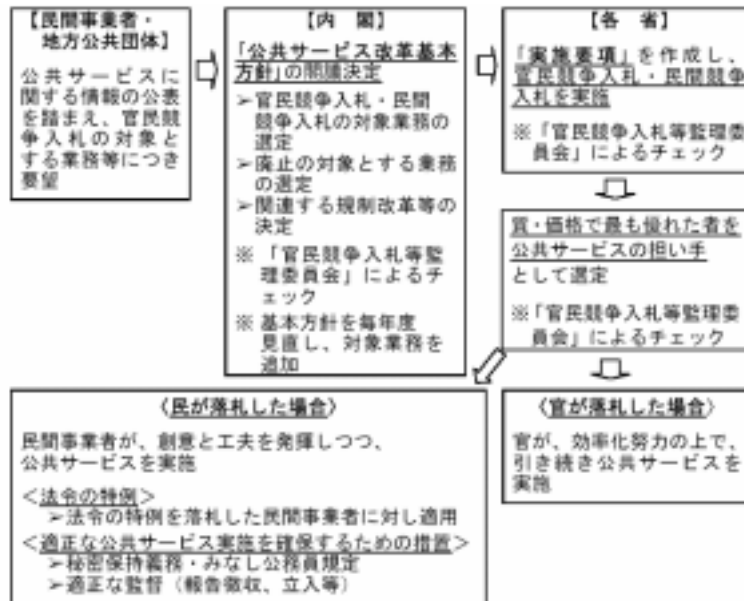 【民間事業者・
地方公共団体】
公共サービスに
関する情報の公表
を踏まえ、官民競
争入札の対象と
する業務等につき
要望
【内 閣】
「公共サービス改革基本
方針」の閣議決定
➢官民競争入札・民間
競争入札の対象業務の
選定
➢廃止の対象とする業務
の選定
➢関連する規制改革等の
決定
※ 「官民競争入札等監
理委員会」によるチ
ェック
※ 基本方針を毎年度
見直し、対象業務を
追加
【各 省】
「実施要項」を作成し、
官民競争入札・民間競争
入札を実施
※「官民競争入札等監理委
員会」によるチェック
質・価格で最も優れた者を
公共サービスの担い手
として選定
※「官民競争入札等監理委
員会」によるチェック
〈民が落札した場合〉
民間事業者が、創意と工夫を発揮しつつ、
公共サービスを実施
＜法令の特例＞
➢法令の特例を落札した民間事業者に対し適用
＜適正な公共サービス実施を確保するための措置＞
➢秘密保持義務・みなし公務員規定
➢適正な監督（報告徴収、立入等）
〈官が落札した場合〉
官が、効率化努力の上で、
引き続き公共サービスを
実施